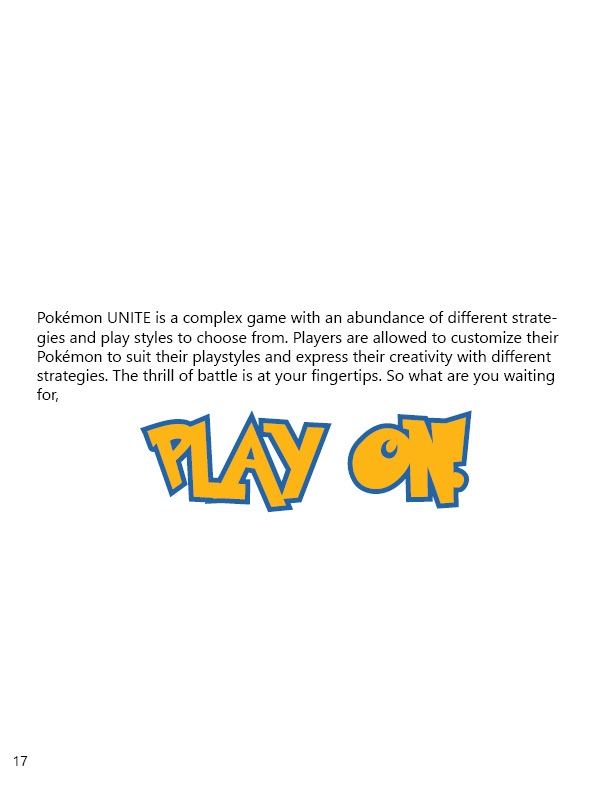 Pokémon UNITE is a complex game with an abundance of different strate-
gies and play styles to choose from. Players are allowed to customize their
Pokémon to suit their playstyles and express their creativity with different
strategies. The thrill of battle is at your fingertips. So what are you waiting
for,
PLAY ON!
17